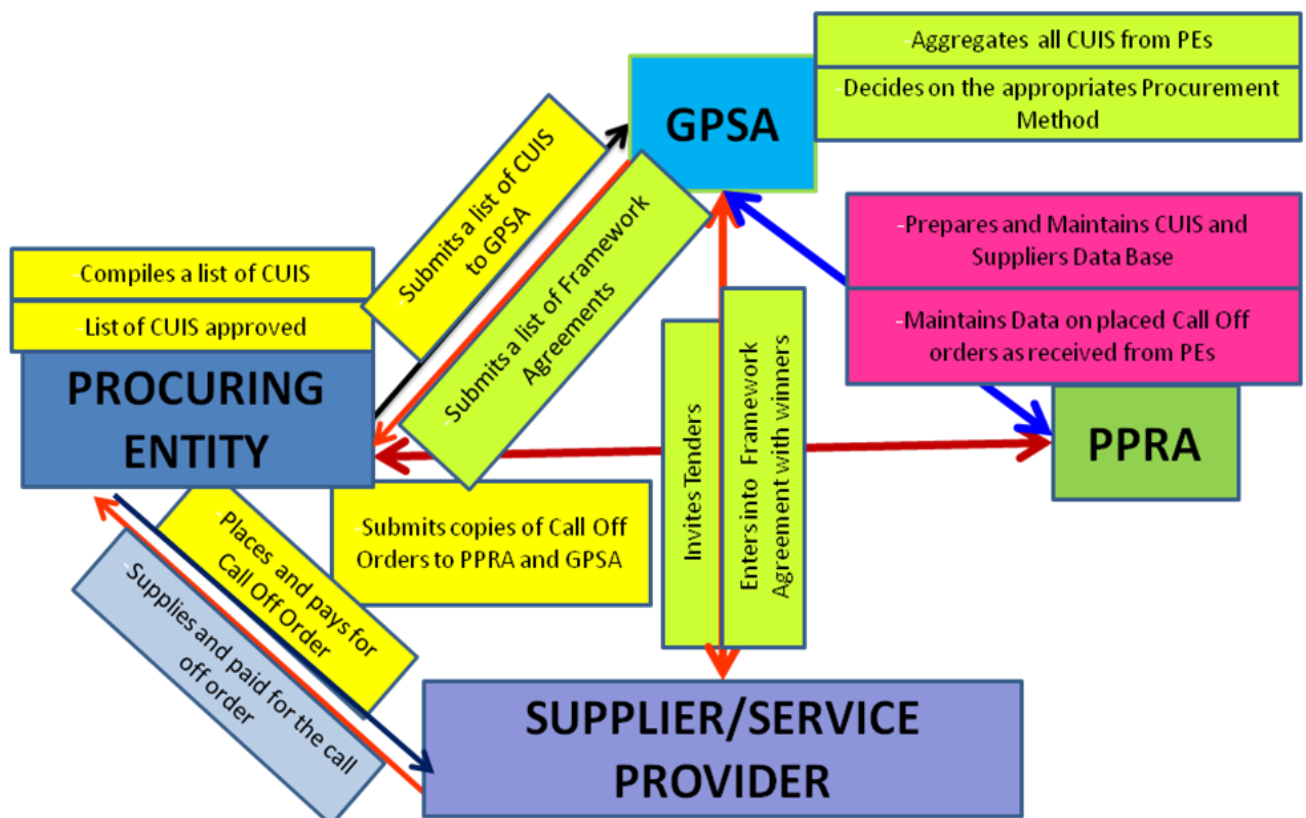 -Aggregates all CUIS from PEs
-Decides on the appropriates Procurement
Method
GPSA
-Submits a list of CUIS
to GPSA
-Submits a list of Framework
Agreements
-Prepares and Maintains CUIS and
Suppliers Data Base
-Maintains Data on placed Call Off
orders as received from PEs
-Compiles a list of CUIS
-List of CUIS approved
PROCURING
ENTITY
PPRA
Invites Tenders
Enters into Framework
Agreement with winners
-Submits copies of Call Off
Orders to PPRA and GPSA
-Places and pays for
Call Off Order
-Supplies and paid for the call
off order
SUPPLIER/SERVICE
PROVIDER